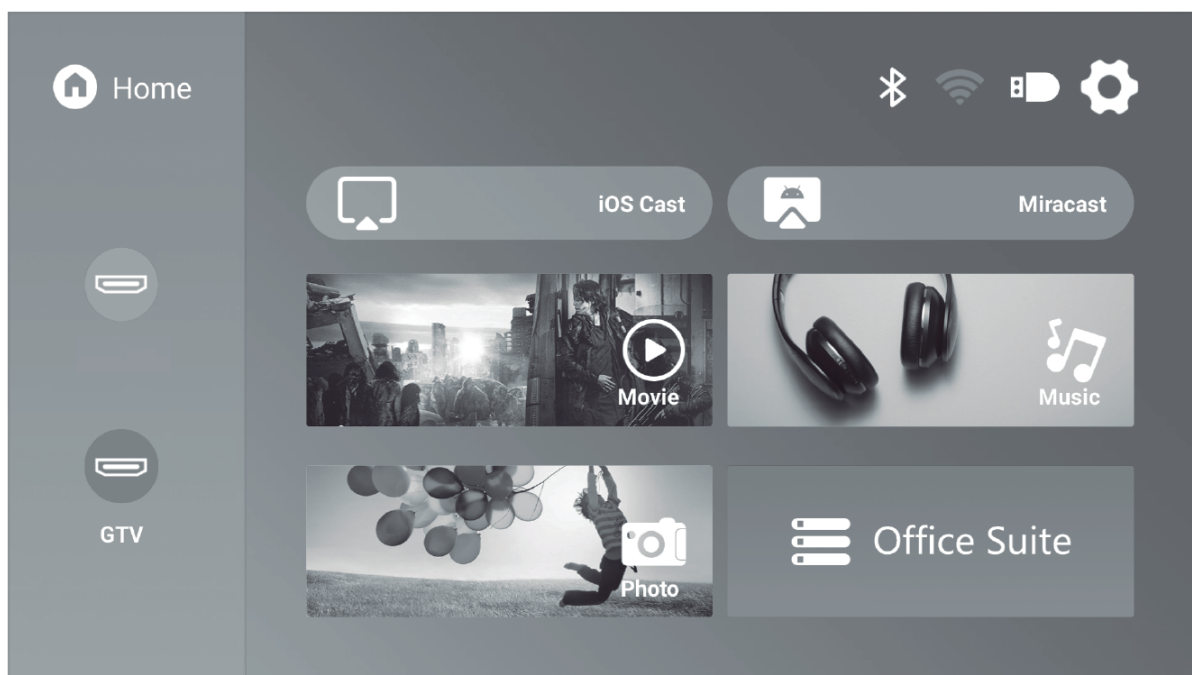 Home
iOS Cast
Miracast
Movie
Music
GTV
Photo
Office Suite